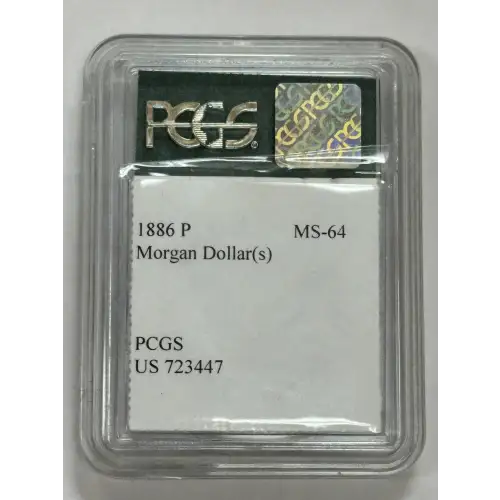 PCGS®
1886 P MS-64
Morgan Dollar(s)
PCGS
US 723447